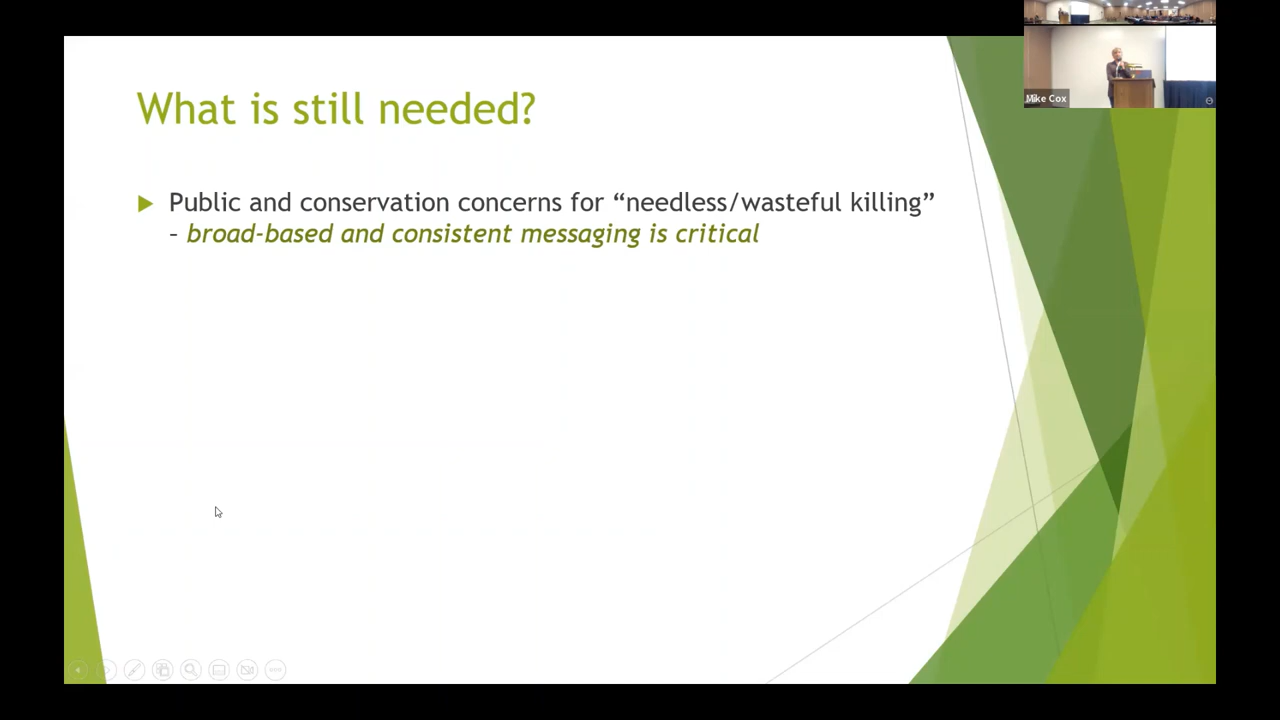 Mike Cox
What is still needed?
Public and conservation concerns for “needless/wasteful killing”
– broad-based and consistent messaging is critical